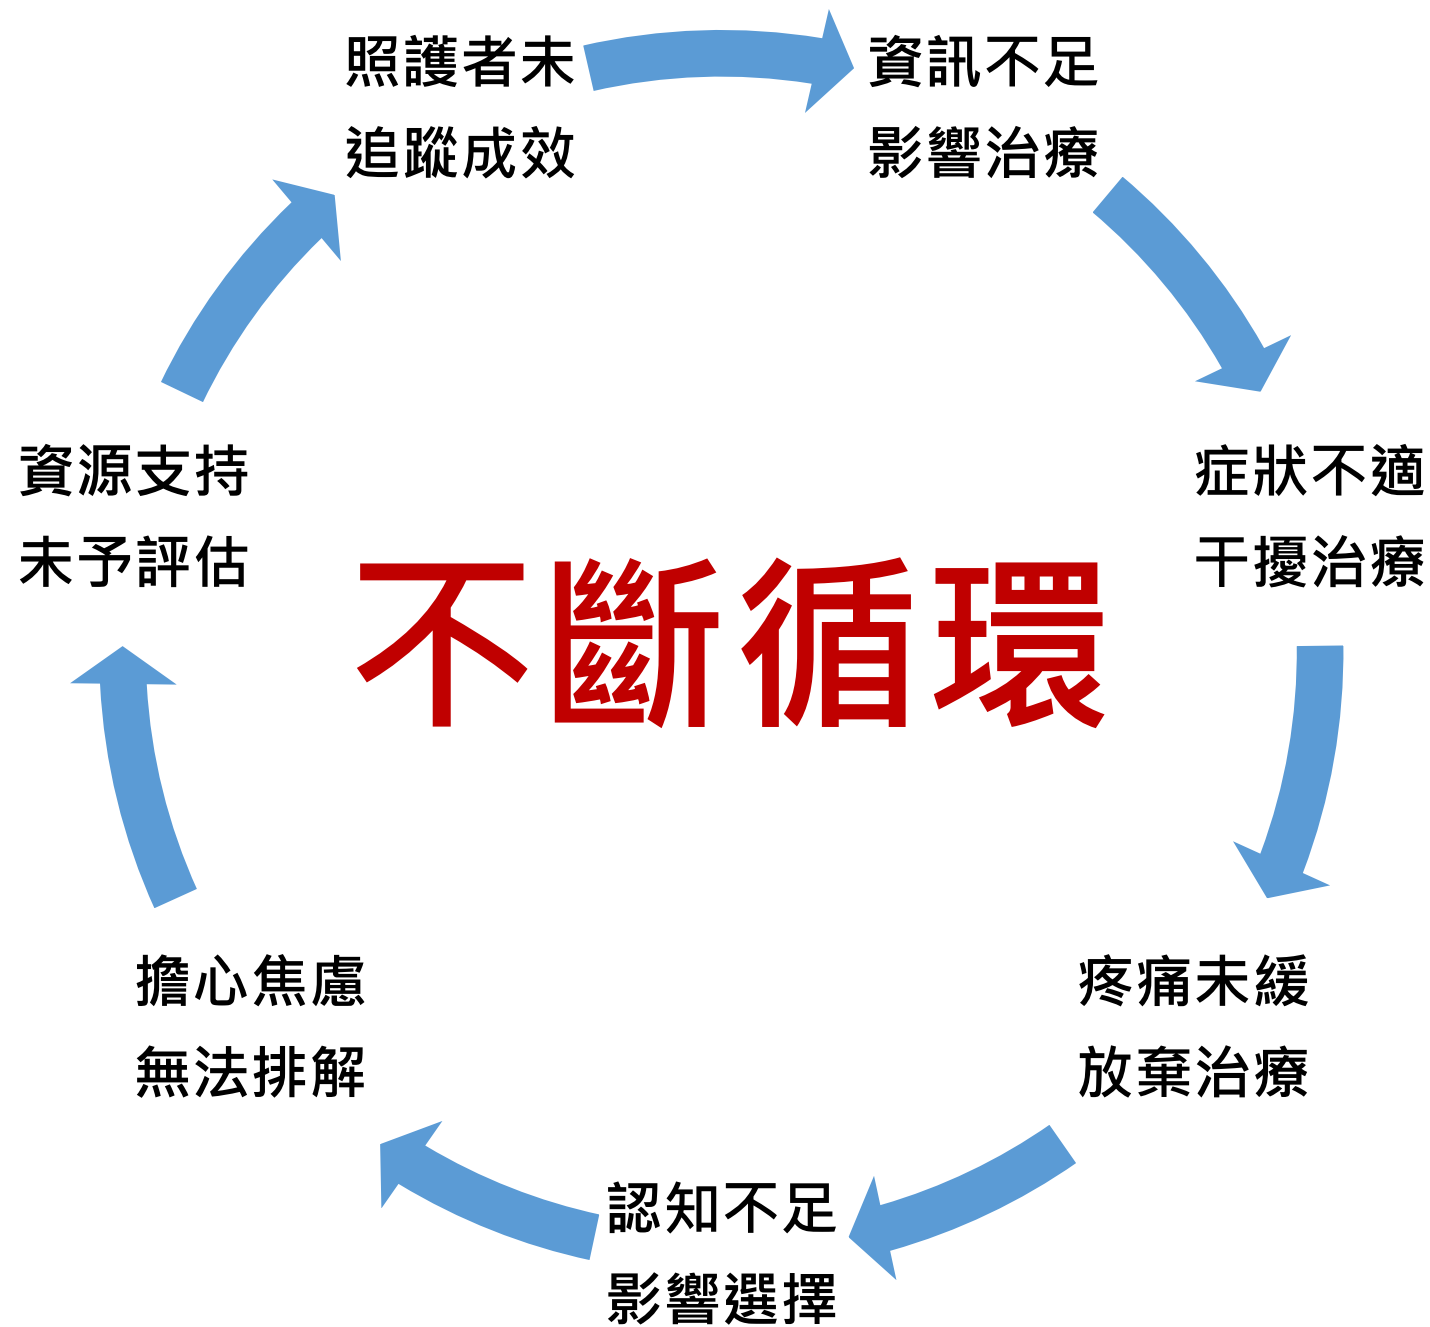 照護者未
追蹤成效
資訊不足
影響治療
症狀不適
干擾治療
疼痛未緩
放棄治療
認知不足
影響選擇
擔心焦慮
無法排解
資源支持
未予評估
不斷循環